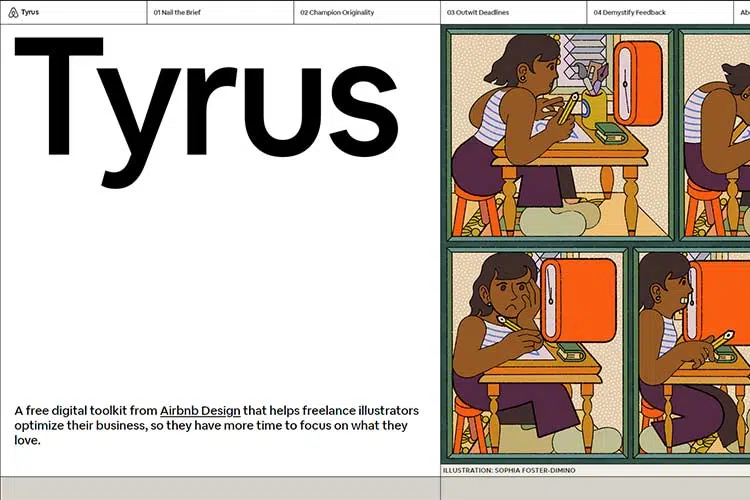 Tyrus
01 Nail the Brief
02 Champion Originality
03 Outwit Deadlines
04 Demystify Feedback
Tyrus
A free digital toolkit from Airbnb Design that helps freelance illustrators
optimize their business, so they have more time to focus on what they
love.
ILLUSTRATION: SOPHIA FOSTER-DIMINO